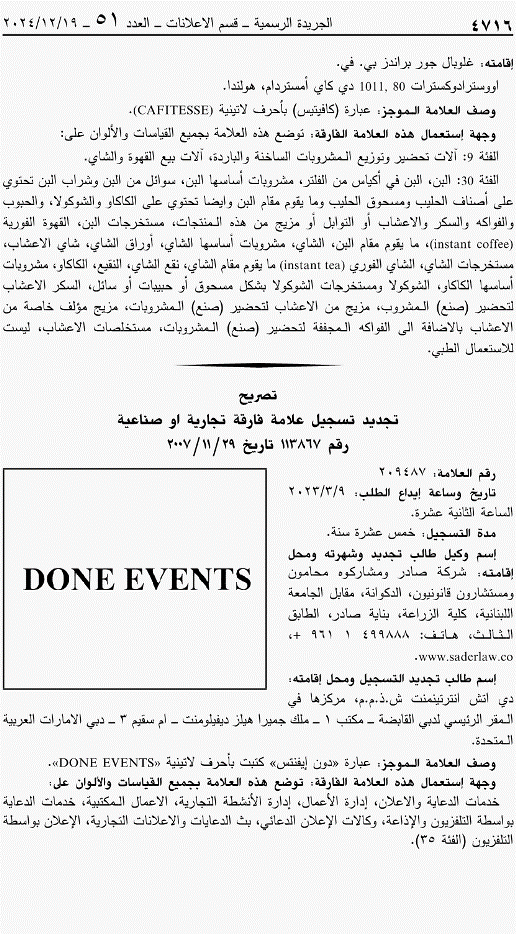 ٤٧١٦ الجريدة الرسمية – قسم الاعلانات – العدد ٥١ – ٢٠٢٤/١٢/١٩
إقامته: غلوبال جور براندز بي. في.
اووستردوكسترات 80 ,1011 دي كاي أمستردام، هولندا.
وصف العلامة الموجز: عبارة (كافيتيس) بأحرف لاتينية (CAFITESSE).
وجهة إستعمال هذه العلامة الفارقة: توضع هذه العلامة بجميع القياسات والألوان على:
الفئة 9: آلات تحضير وتوزيع المشروبات الساخنة والباردة، آلات بيع القهوة والشاي.
الفئة 30: البن، البن في أكياس من الفلتر، مشروبات أساسها البن، سوائل من البن وشراب البن تحتوي
على أصناف الحليب ومسحوق الحليب وما يقوم مقام البن وايضا تحتوي على الكاكاو والشوكولا، والحبوب
والفواكه والسكر والاعشاب أو التوابل أو مزيج من هذه المنتجات، مستخرجات البن، القهوة الفورية
(instant coffee)، ما يقوم مقام البن، الشاي، مشروبات أساسها الشاي، أوراق الشاي، شاي الاعشاب،
مستخرجات الشاي، الشاي الفوري (instant tea) ما يقوم مقام الشاي، نقع الشاي، النقيع، الكاكاو، مشروبات
أساسها الكاكاو، الشوكولا ومستخرجات الشوكولا بشكل مسحوق أو حبيبات أو سائل، السكر الاعشاب
لتحضير (صنع) المشروب، مزيج من الاعشاب لتحضير (صنع) المشروبات، مزيج مؤلف خاصة من
الاعشاب بالاضافة الى الفواكه المجففة لتحضير (صنع) المشروبات، مستخلصات الاعشاب، ليست
للاستعمال الطبي.
تصريح
تجديد تسجيل علامة فارقة تجارية او صناعية
رقم ١١٣٨٦٧ تاريخ ٢٠٠٧/١١/٢٩
رقم العلامة: ٢٠٩٤٨٧
تاريخ وساعة إيداع الطلب: ٢٠٢٣/٣/٩
الساعة الثانية عشرة.
مدة التسجيل: خمس عشرة سنة.
إسم وكيل طالب تجديد وشهرته ومحل
إقامته: شركة صادر ومشاركوه محامون
ومستشارون قانونيون، الدكوانة، مقابل الجامعة
اللبنانية، كلية الزراعة، بناية صادر، الطابق
الثالث، هاتف: ٤٩٩٨٨٨ ١ ٩٦١ +،
www.saderlaw.co.
DONE EVENTS
إسم طالب تجديد التسجيل ومحل إقامته:
دي اتش انترتينمنت ش.ذ.م.م، مركزها في
المقر الرئيسي لدبي القابضة – مكتب ١ – ملك جميرا هيلز ديفيلومنت – ام سقيم ٣ – دبي الامارات العربية
المتحدة.
وصف العلامة الموجز: عبارة «دون إيفنتس» كتبت بأحرف لاتينية «DONE EVENTS».
وجهة إستعمال هذه العلامة الفارقة: توضع هذه العلامة بجميع القياسات والألوان على:
خدمات الدعاية والاعلان، إدارة الأعمال، إدارة الأنشطة التجارية، الاعمال المكتبية، خدمات الدعاية
بواسطة التلفزيون والإذاعة، وكالات الإعلان الدعائي، بث الدعايات والاعلانات التجارية، الإعلان بواسطة
التلفزيون (الفئة ٣٥).